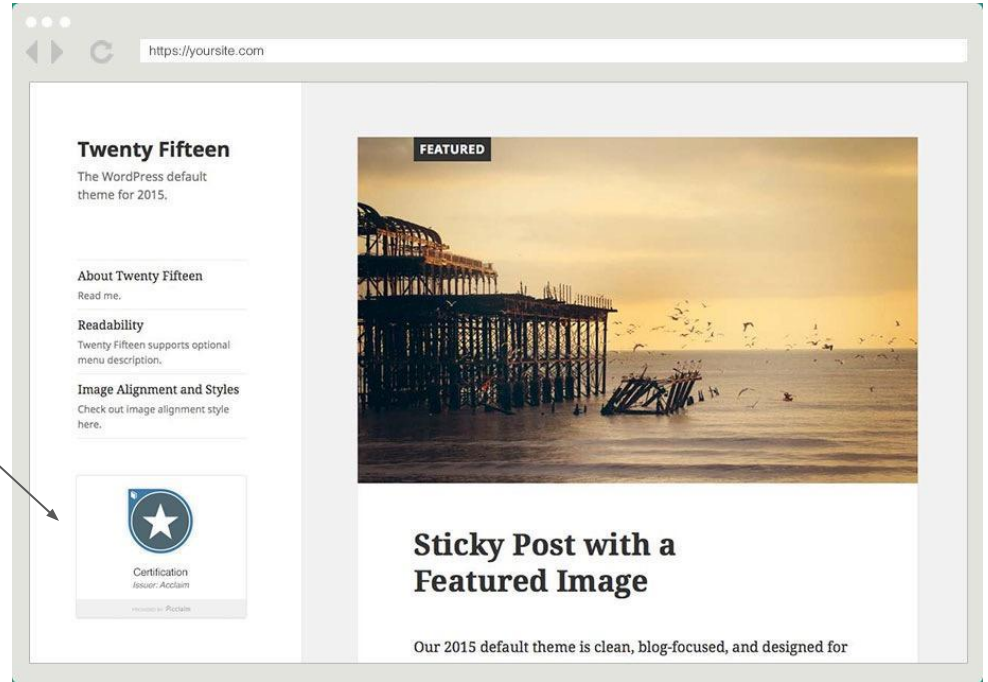 https://yoursite.com
Twenty Fifteen
The WordPress default
theme for 2015.
About Twenty Fifteen
Read me.
Readability
Twenty Fifteen supports optional
menu description.
Image Alignment and Styles
Check out image alignment style
here.
Certification
Issuer: Acclaim
Acclaim
FEATURED
Sticky Post with a
Featured Image
Our 2015 default theme is clean, blog-focused, and designed for